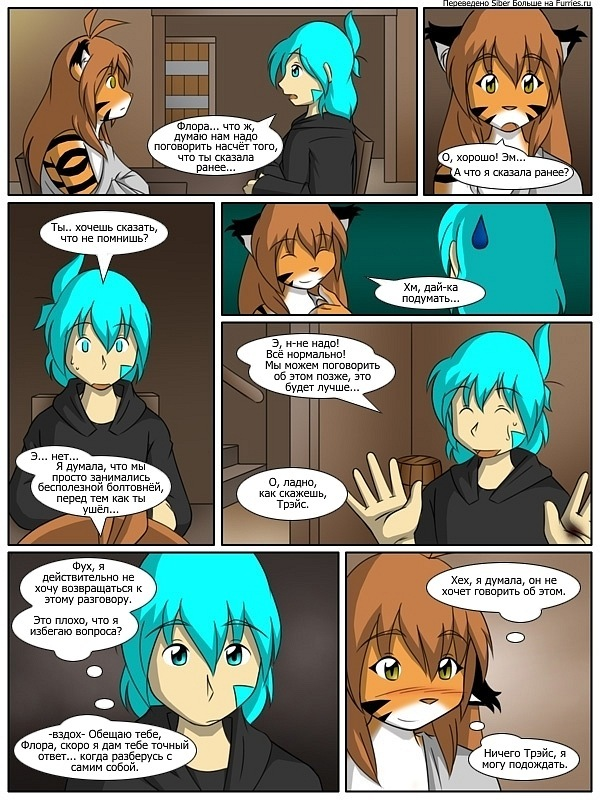 Переведено Siber Больше на Furries.ru
Флора... что ж,
думаю нам надо
поговорить насчёт того,
что ты сказала
ранее...
О, хорошо! Эм...
А что я сказала ранее?
Ты.. хочешь сказать,
что не помнишь?
Э... нет...
Я думала, что мы
просто занимались
бесполезной болтовнёй,
перед тем как ты
ушёл...
Хм, дай-ка
подумать...
Э, н-не надо!
Всё нормально!
Мы можем поговорить
об этом позже, это
будет лучше...
О, ладно,
как скажешь,
Трэйс.
Фух, я
действительно не
хочу возвращаться к
этому разговору.
Это плохо, что я
избегаю вопроса?
-вздох- Обещаю тебе,
Флора, скоро я дам тебе точный
ответ... когда разберусь с
самим собой.
Хех, я думала, он не
хочет говорить об этом.
Ничего Трэйс, я
могу подождать.